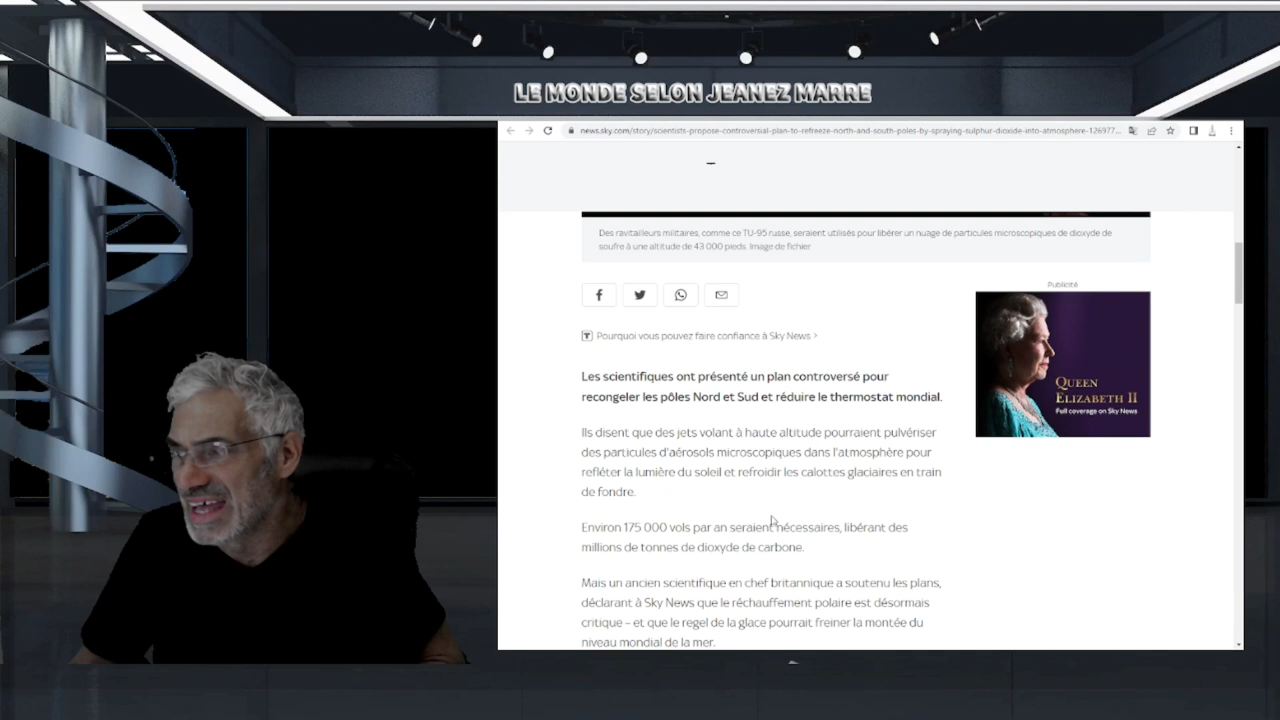 LE MONDE SELON JEANEZ MARRE
news.sky.com/story/scientists-propose-controversial-plan-to-refreeze-north-and-south-poles-by-spraying-sulphur-dioxide-into-atmosphere-126977...
Des ravitailleurs militaires, comme ce TU-95 russe, seraient utilisés pour libérer un nuage de particules microscopiques de dioxyde de
soufre à une altitude de 43 000 pieds. Image de fichier
Publicité
Pourquoi vous pouvez faire confiance à Sky News >
QUEEN
ELIZABETH II
Full coverage on Sky News
Les scientifiques ont présenté un plan controversé pour
recongeler les pôles Nord et Sud et réduire le thermostat mondial.
Ils disent que des jets volant à haute altitude pourraient pulvériser
des particules d'aérosols microscopiques dans l'atmosphère pour
refléter la lumière du soleil et refroidir les calottes glaciaires en train
de fondre.
Environ 175 000 vols par an seraient nécessaires, libérant des
millions de tonnes de dioxyde de carbone.
Mais un ancien scientifique en chef britannique a soutenu les plans,
déclarant à Sky News que le réchauffement polaire est désormais
critique – et que le regel de la glace pourrait freiner la montée du
niveau mondial de la mer.